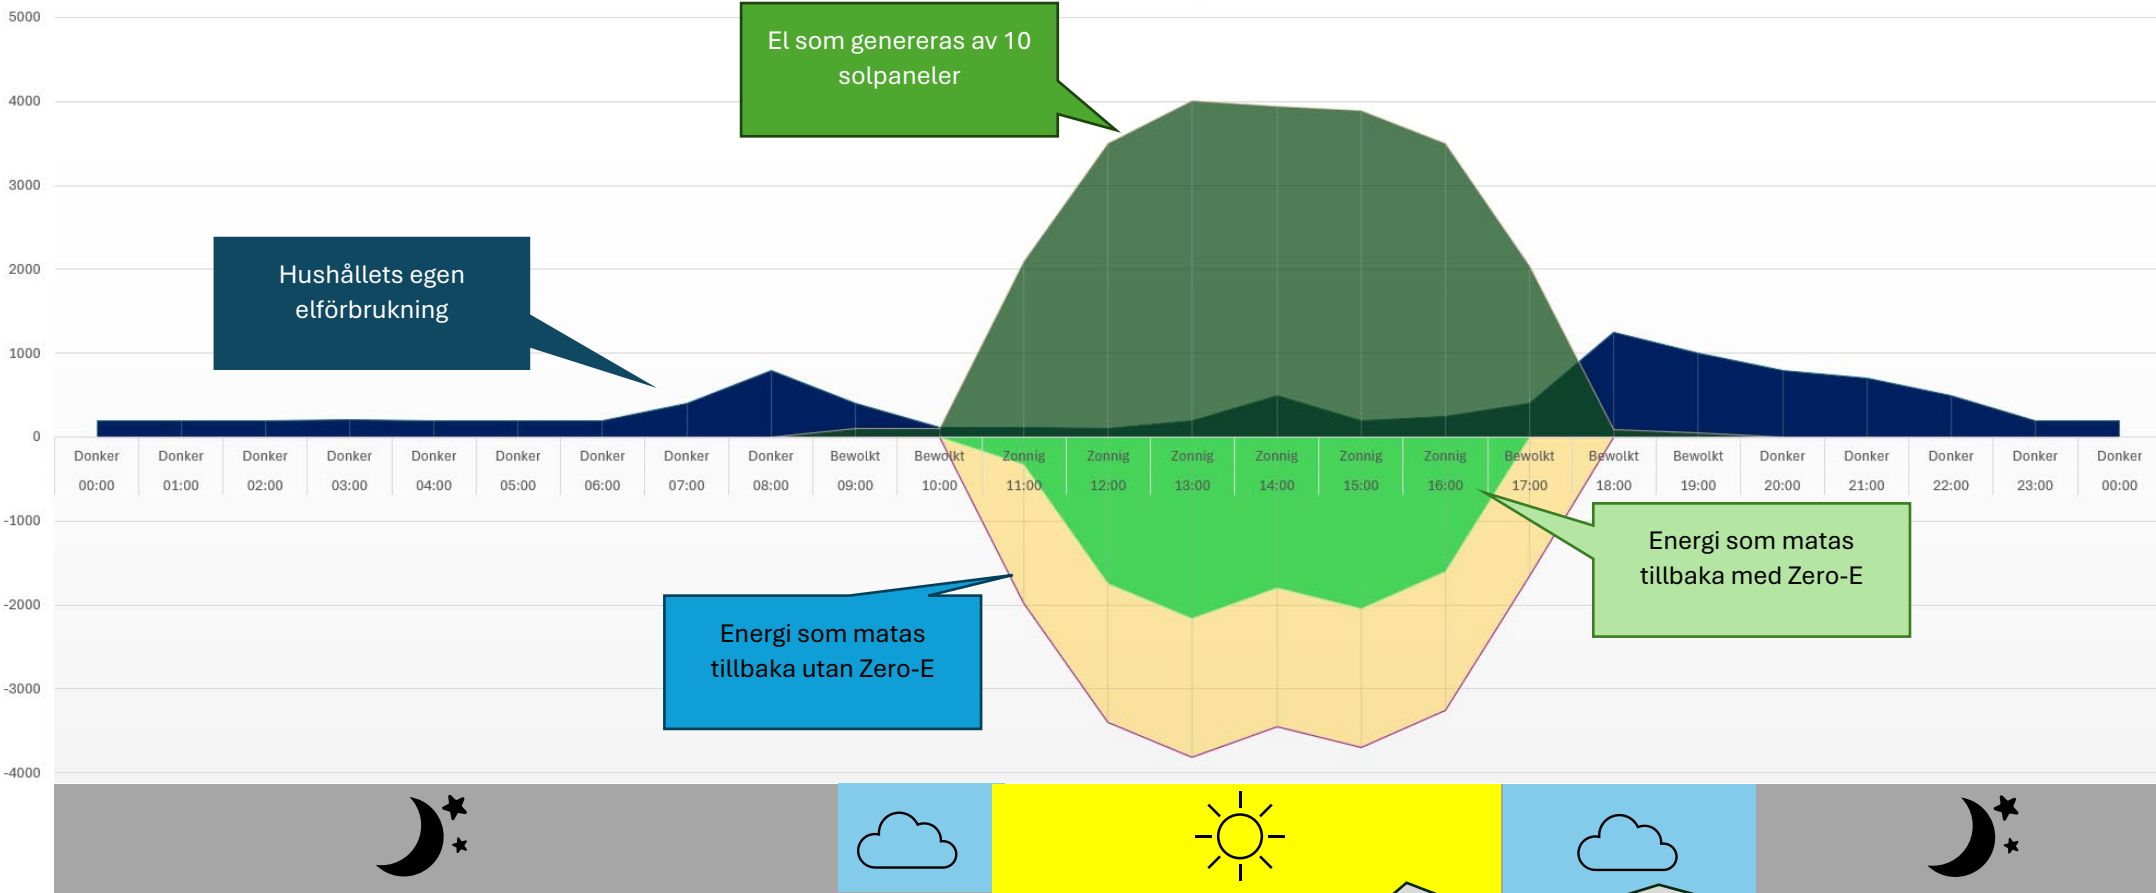 5000
El som genereras av 10
solpaneler
4000
3000
Hushållets egen
elförbrukning
2000
1000
0
Donker Donker Donker Donker Donker Donker Donker Donker Donker Bewolkt Bewolkt Zonnig Zonnig Zonnig Zonnig Zonnig Zonnig Bewolkt Bewolkt Bewolkt Donker Donker Donker Donker Donker
00:00 01:00 02:00 03:00 04:00 05:00 06:00 07:00 08:00 09:00 10:00 11:00 12:00 13:00 14:00 15:00 16:00 17:00 18:00 19:00 20:00 21:00 22:00 23:00 00:00
-1000
Energi som matas
tillbaka med Zero-E
-2000
Energi som matas
tillbaka utan Zero-E
-3000
-4000